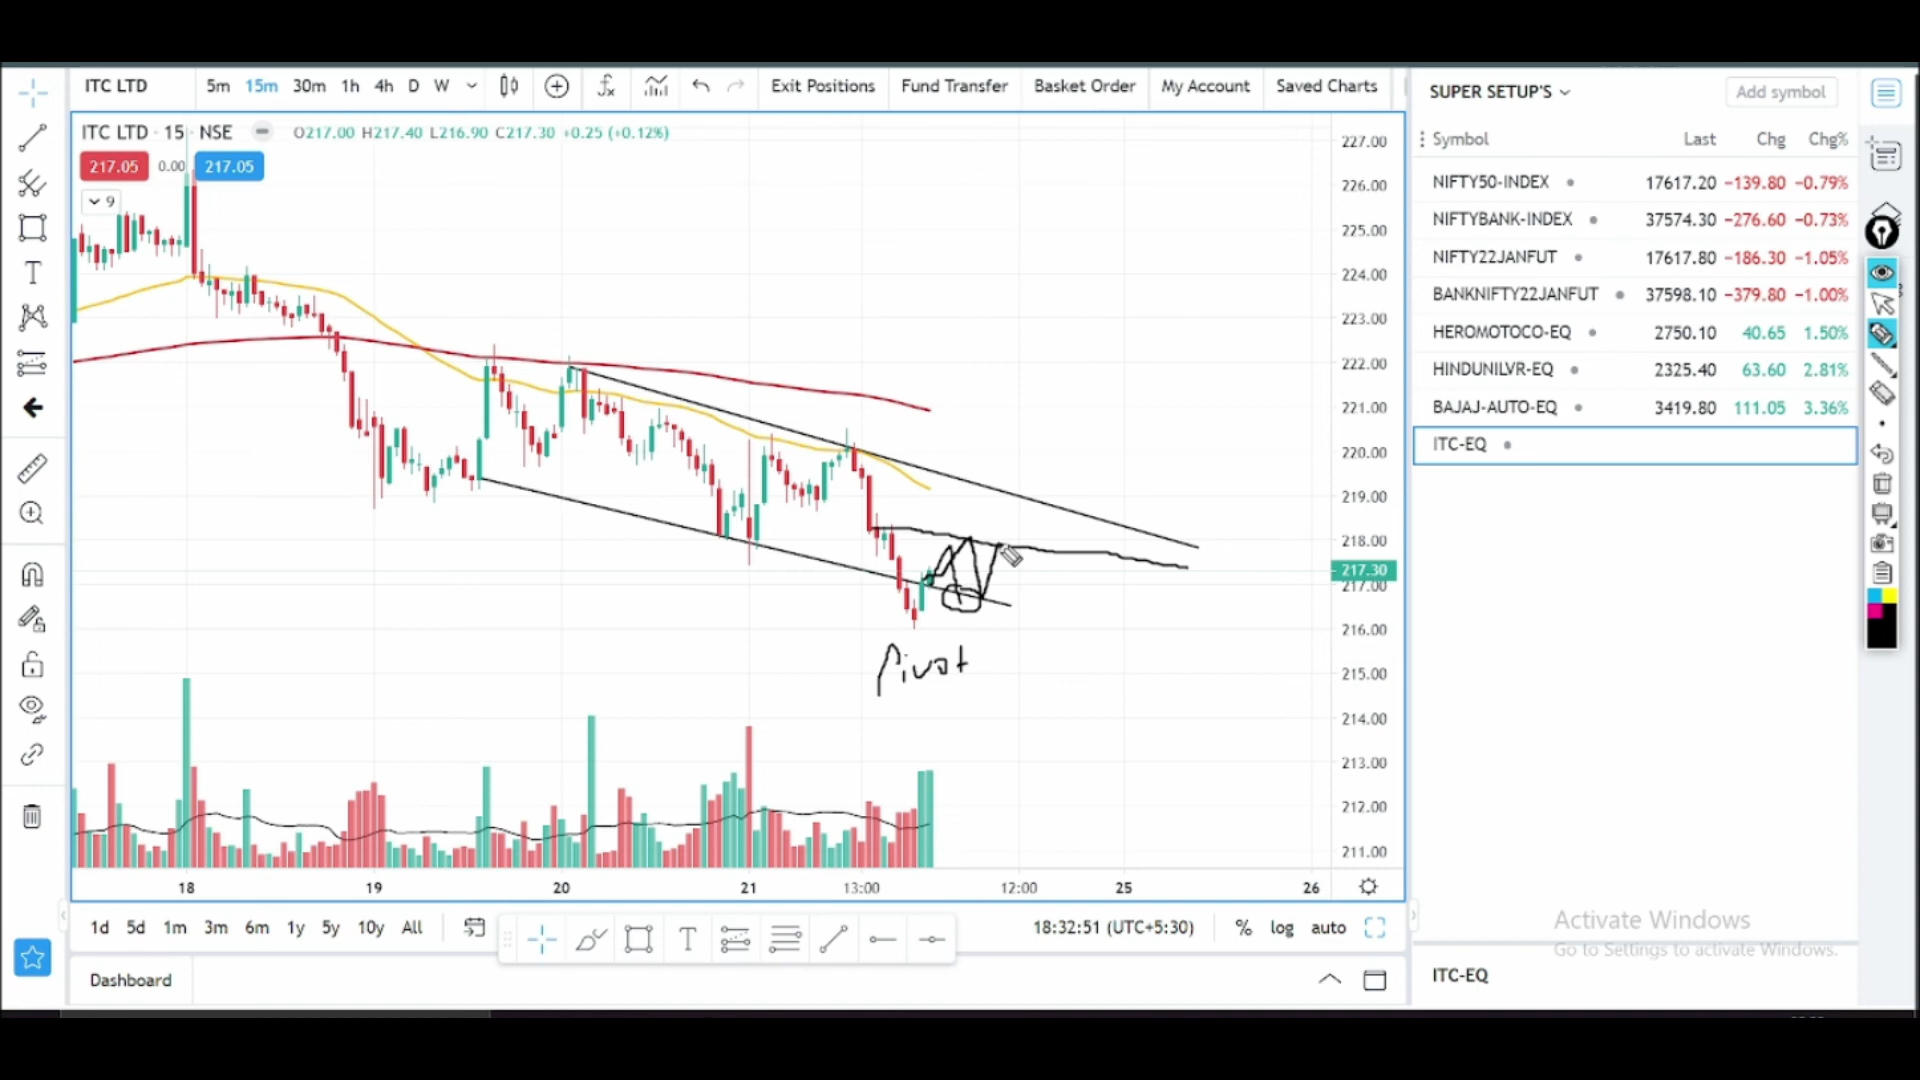 ITC LTD 5m 15m 30m 1h 4h D W Exit Positions Fund Transfer Basket Order My Account Saved Charts
ITC LTD · 15 · NSE O217.00 H217.40 L216.90 C217.30 +0.25 (+0.12%)
217.05 0.00 217.05
9
227.00
226.00
225.00
224.00
223.00
222.00
221.00
220.00
219.00
218.00
217.30
217.00
216.00
215.00
214.00
213.00
212.00
211.00
Pivot
18 19 20 21 13:00 12:00 25 26
1d 5d 1m 3m 6m 1y 5y 10y All 18:32:51 (UTC+5:30) % log auto
Dashboard
SUPER SETUP'S Add symbol
Symbol Last Chg Chg%
NIFTY50-INDEX 17617.20 −139.80 −0.79%
NIFTYBANK-INDEX 37574.30 −276.60 −0.73%
NIFTY22JANFUT 17617.80 −186.30 −1.05%
BANKNIFTY22JANFUT 37598.10 −379.80 −1.00%
HEROMOTOCO-EQ 2750.10 40.65 1.50%
HINDUNILVR-EQ 2325.40 63.60 2.81%
BAJAJ-AUTO-EQ 3419.80 111.05 3.36%
ITC-EQ
Activate Windows
Go to Settings to activate Windows.
ITC-EQ